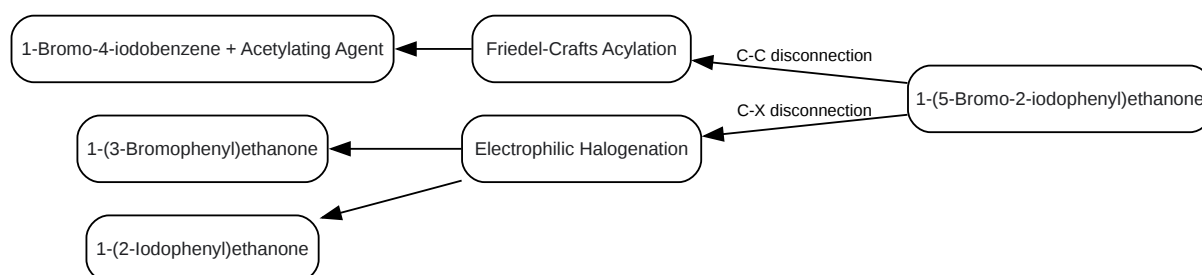 1-Bromo-4-iodobenzene + Acetylating Agent
Friedel-Crafts Acylation
C-C disconnection
1-(5-Bromo-2-iodophenyl)ethanone
C-X disconnection
1-(3-Bromophenyl)ethanone
Electrophilic Halogenation
1-(2-Iodophenyl)ethanone